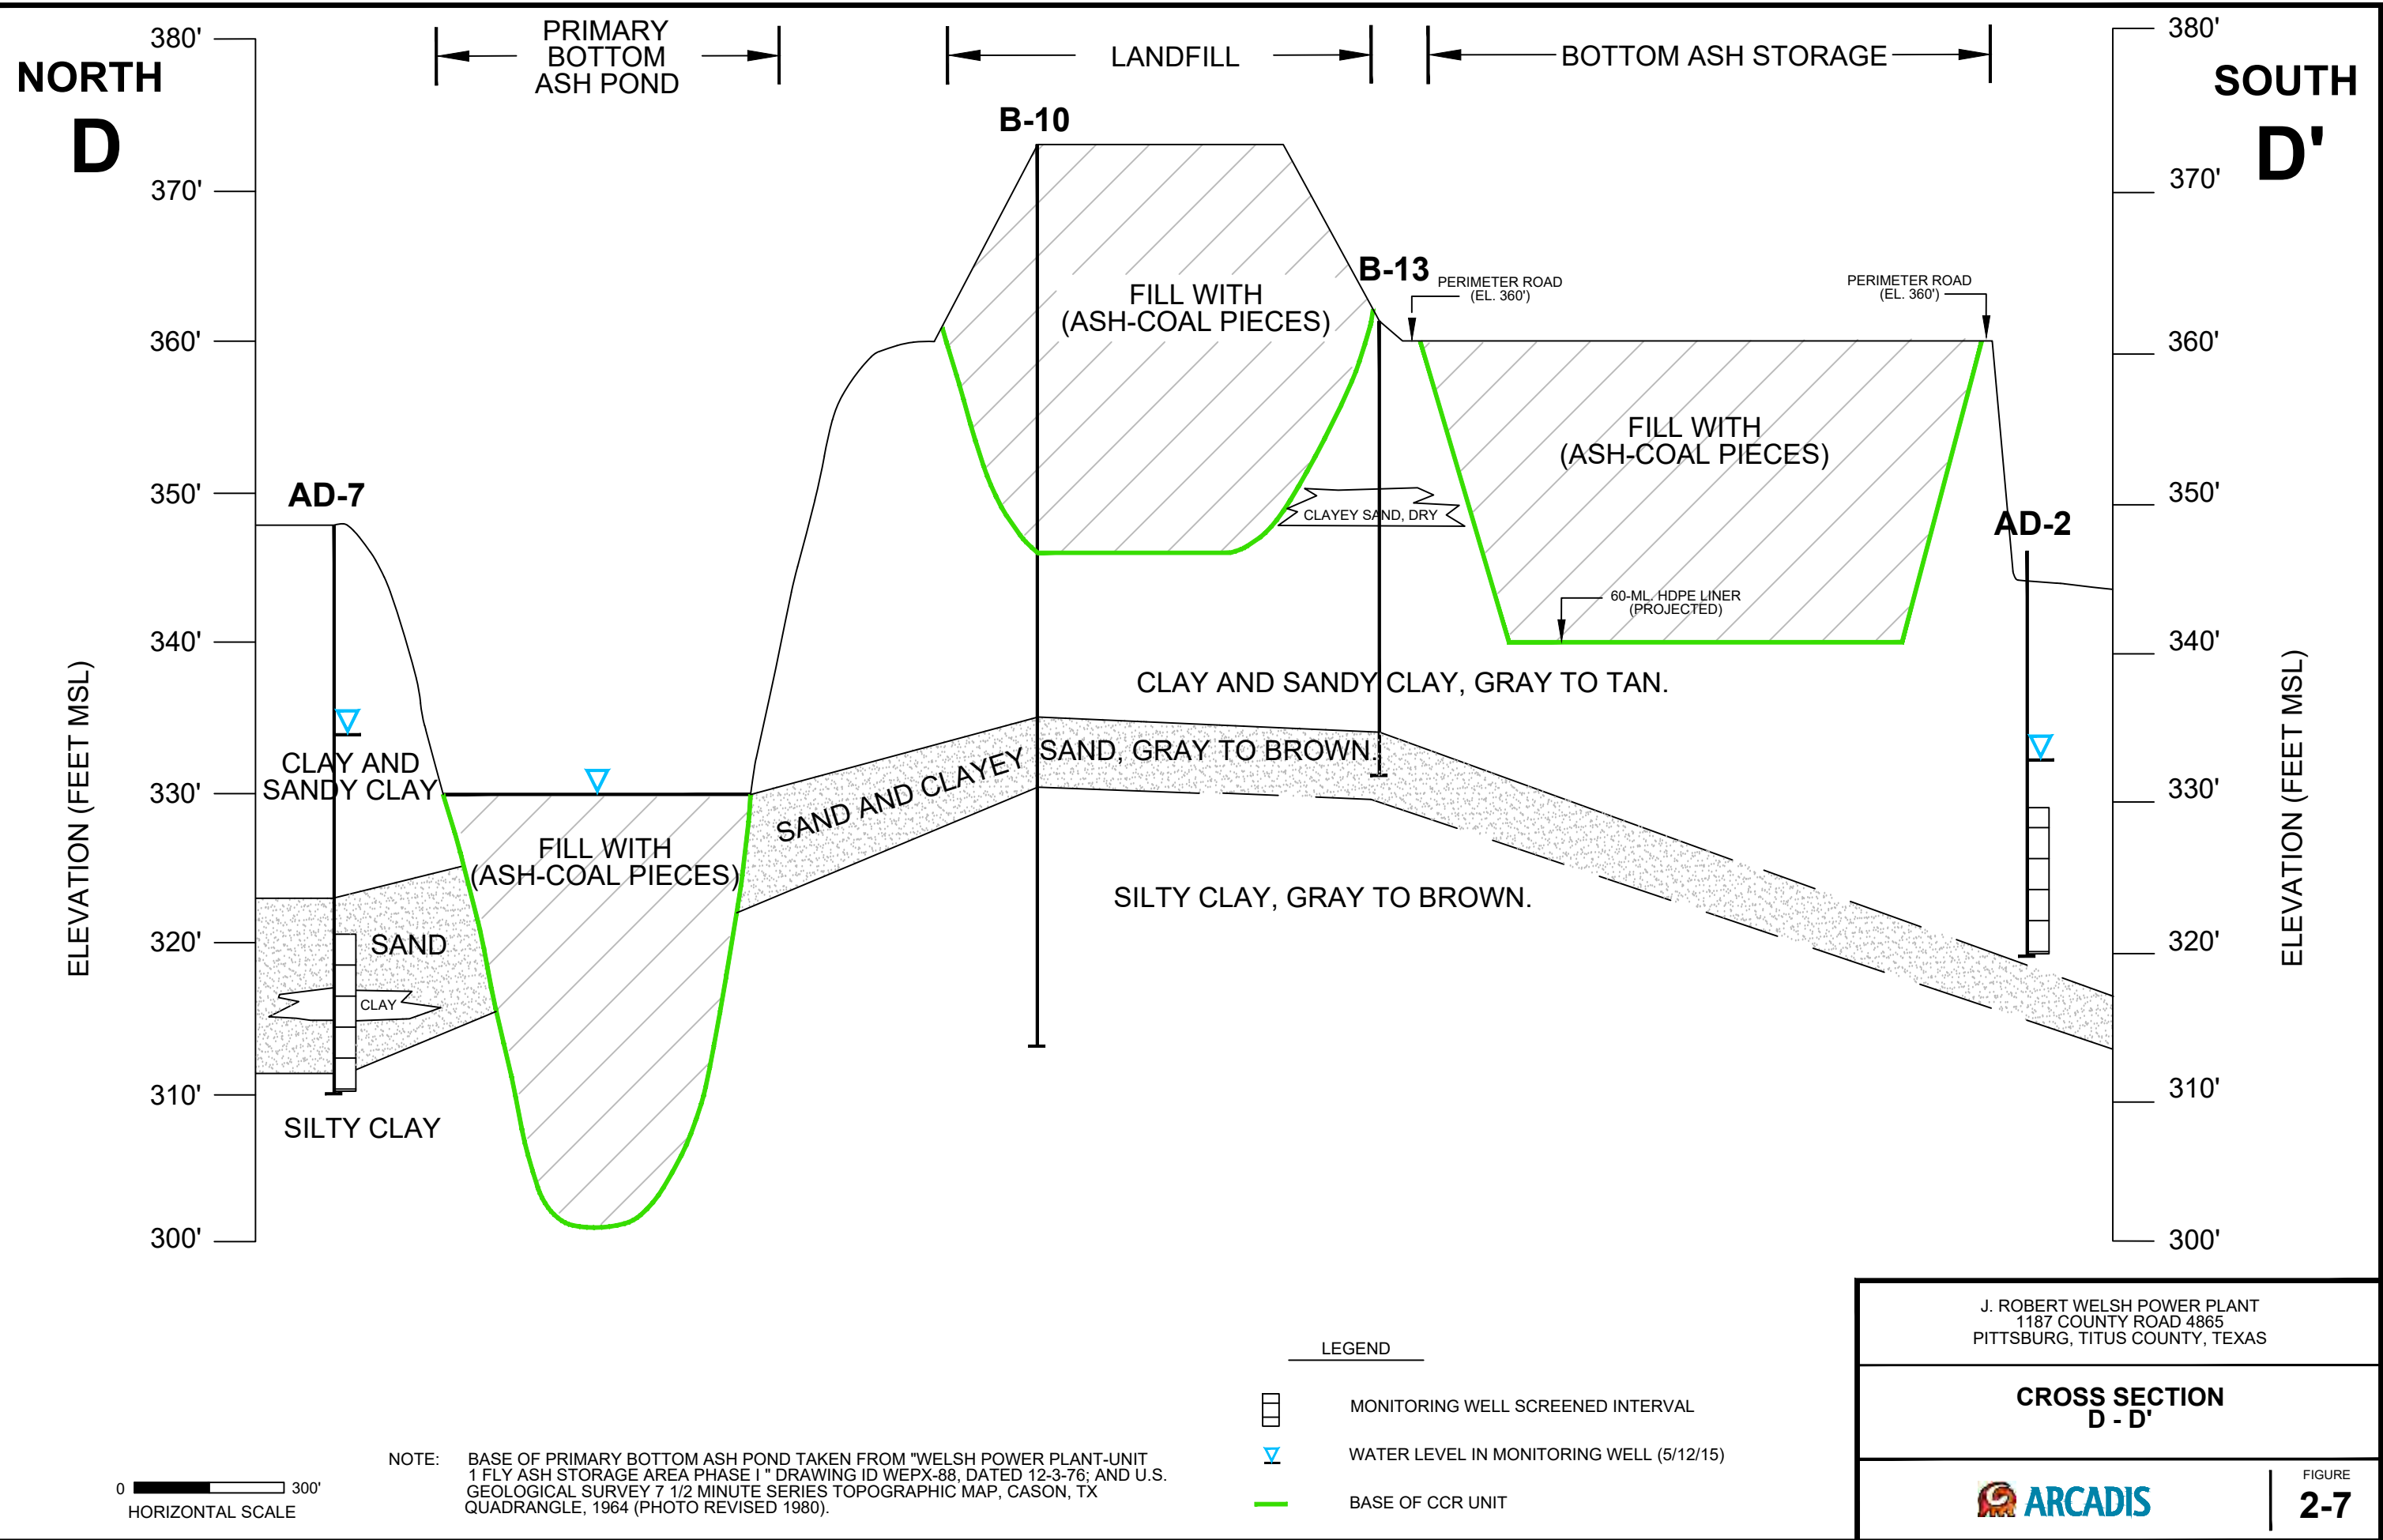 NORTH
D
SOUTH
D'
PRIMARY
BOTTOM
ASH POND
LANDFILL
BOTTOM ASH STORAGE
380'
370'
360'
350'
340'
330'
320'
310'
300'
ELEVATION (FEET MSL)
AD-7
B-10
B-13
AD-2
PERIMETER ROAD
(EL. 360')
PERIMETER ROAD
(EL. 360')
FILL WITH
(ASH-COAL PIECES)
FILL WITH
(ASH-COAL PIECES)
CLAYEY SAND, DRY
60-ML. HDPE LINER
(PROJECTED)
CLAY AND SANDY CLAY, GRAY TO TAN.
CLAY AND
SANDY CLAY
SAND AND CLAYEY SAND, GRAY TO BROWN.
FILL WITH
(ASH-COAL PIECES)
SILTY CLAY, GRAY TO BROWN.
SAND
CLAY
SILTY CLAY
380'
370'
360'
350'
340'
330'
320'
310'
300'
ELEVATION (FEET MSL)
0 300'
HORIZONTAL SCALE
NOTE: BASE OF PRIMARY BOTTOM ASH POND TAKEN FROM "WELSH POWER PLANT-UNIT
1 FLY ASH STORAGE AREA PHASE I " DRAWING ID WEPX-88, DATED 12-3-76; AND U.S.
GEOLOGICAL SURVEY 7 1/2 MINUTE SERIES TOPOGRAPHIC MAP, CASON, TX
QUADRANGLE, 1964 (PHOTO REVISED 1980).
LEGEND
MONITORING WELL SCREENED INTERVAL
WATER LEVEL IN MONITORING WELL (5/12/15)
BASE OF CCR UNIT
J. ROBERT WELSH POWER PLANT
1187 COUNTY ROAD 4865
PITTSBURG, TITUS COUNTY, TEXAS
CROSS SECTION
D - D'
ARCADIS
FIGURE
2-7